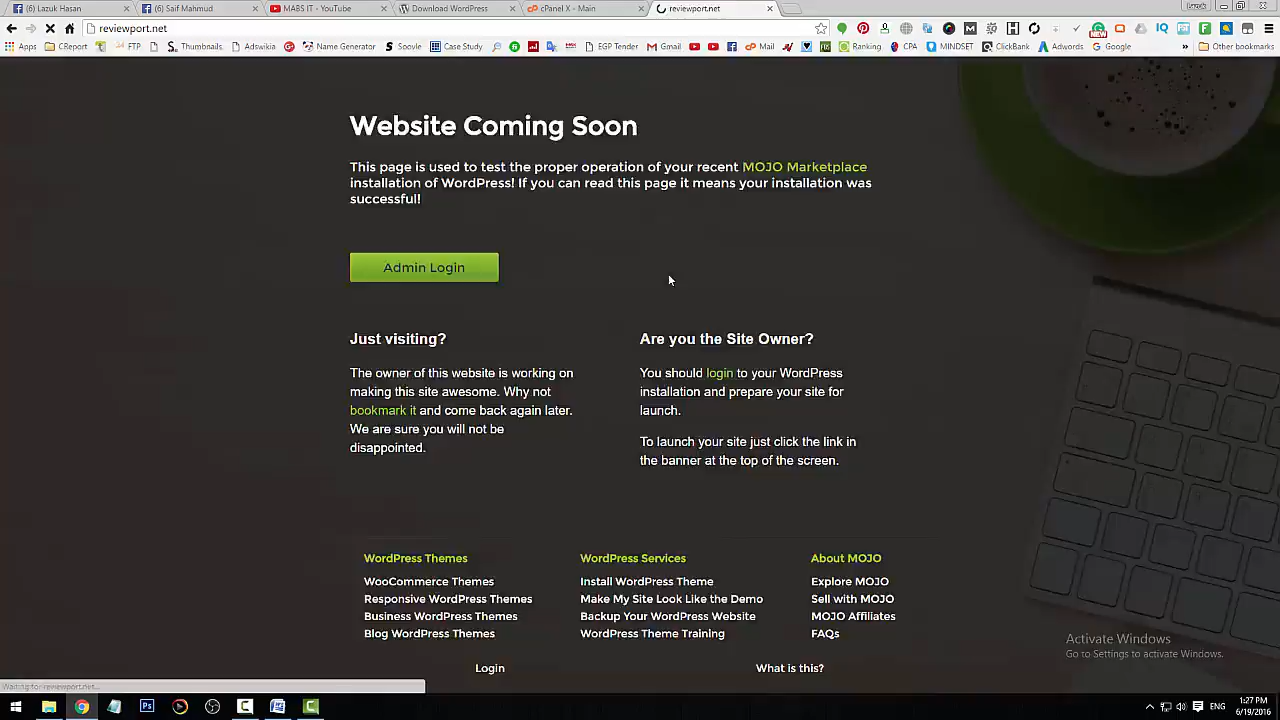 (6) Lazuk Hasan
(6) Saif Mahmud
MABS IT - YouTube
Download WordPress
cPanel X - Main
reviewport.net
reviewport.net
Apps
CReport
FTP
Thumbnails
Adswikia
Name Generator
Spovle
Case Study
EGP Tender
Gmail
Mail
Ranking
CPA
MINDSET
ClickBank
Adwords
Google
Other bookmarks
Website Coming Soon
This page is used to test the proper operation of your recent MOJO Marketplace
installation of WordPress! If you can read this page it means your installation was
successful!
Admin Login
Just visiting?
The owner of this website is working on
making this site awesome. Why not
bookmark it and come back again later.
We are sure you will not be
disappointed.
Are you the Site Owner?
You should login to your WordPress
installation and prepare your site for
launch.
To launch your site just click the link in
the banner at the top of the screen.
WordPress Themes
WooCommerce Themes
Responsive WordPress Themes
Business WordPress Themes
Blog WordPress Themes
WordPress Services
Install WordPress Theme
Make My Site Look Like the Demo
Backup Your WordPress Website
WordPress Theme Training
About MOJO
Explore MOJO
Sell with MOJO
MOJO Affiliates
FAQs
Login
What is this?
Activate Windows
Go to Settings to activate Windows.
Waiting for reviewport.net...
ENG
1:27 PM
6/19/2016